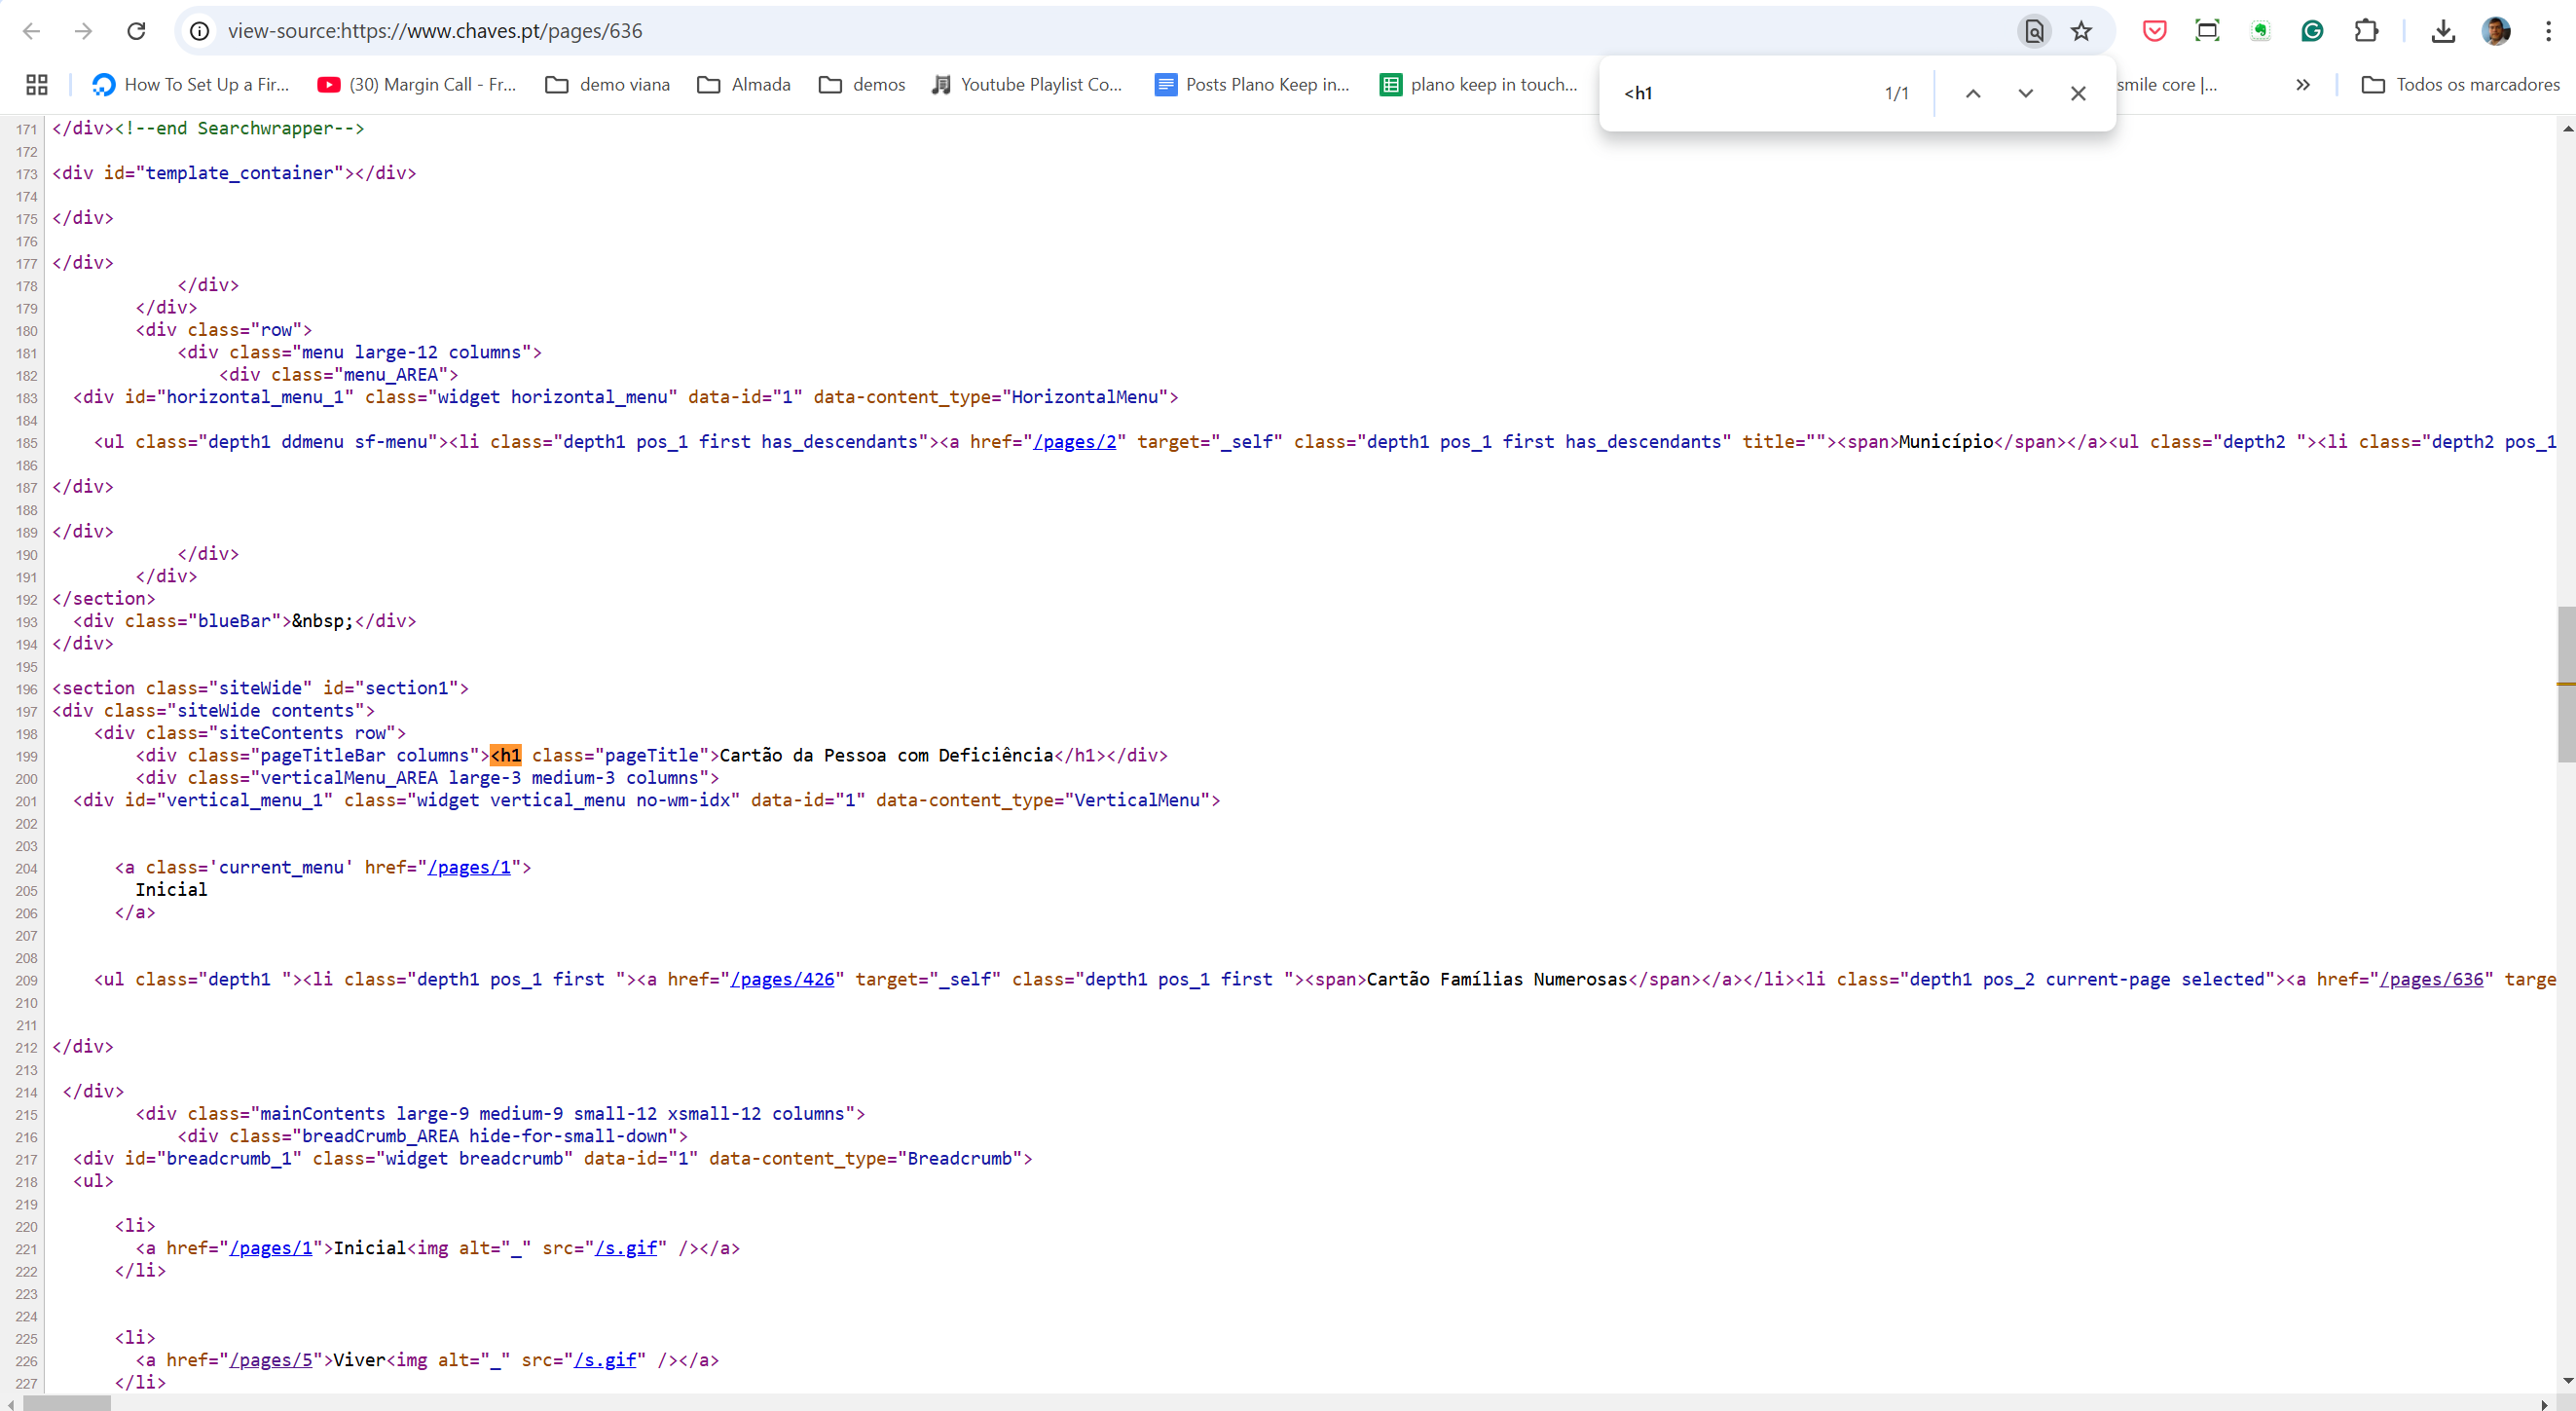 view-source:https://www.chaves.pt/pages/636
How To Set Up a Fir...
(30) Margin Call - Fr...
demo viana
Almada
demos
Youtube Playlist Co...
Posts Plano Keep in...
plano keep in touch...
smile core |...
»
Todos os marcadores
<h1
1/1
171 </div><!--end Searchwrapper-->
172
173 <div id="template_container"></div>
174
175 </div>
176
177 </div>
178 </div>
179 </div>
180 <div class="row">
181 <div class="menu large-12 columns">
182 <div class="menu_AREA">
183 <div id="horizontal_menu_1" class="widget horizontal_menu" data-id="1" data-content_type="HorizontalMenu">
184
185 <ul class="depth1 ddmenu sf-menu"><li class="depth1 pos_1 first has_descendants"><a href="/pages/2" target="_self" class="depth1 pos_1 first has_descendants" title=""><span>Município</span></a><ul class="depth2 "><li class="depth2 pos_1
186
187 </div>
188
189 </div>
190 </div>
191 </div>
192 </section>
193 <div class="blueBar">&nbsp;</div>
194 </div>
195
196 <section class="siteWide" id="section1">
197 <div class="siteWide contents">
198 <div class="siteContents row">
199 <div class="pageTitleBar columns"><h1 class="pageTitle">Cartão da Pessoa com Deficiência</h1></div>
200 <div class="verticalMenu_AREA large-3 medium-3 columns">
201 <div id="vertical_menu_1" class="widget vertical_menu no-wm-idx" data-id="1" data-content_type="VerticalMenu">
202
203
204 <a class='current_menu' href="/pages/1">
205 Inicial
206 </a>
207
208
209 <ul class="depth1 "><li class="depth1 pos_1 first "><a href="/pages/426" target="_self" class="depth1 pos_1 first "><span>Cartão Famílias Numerosas</span></a></li><li class="depth1 pos_2 current-page selected"><a href="/pages/636" targe
210
211
212 </div>
213
214 </div>
215 <div class="mainContents large-9 medium-9 small-12 xsmall-12 columns">
216 <div class="breadCrumb_AREA hide-for-small-down">
217 <div id="breadcrumb_1" class="widget breadcrumb" data-id="1" data-content_type="Breadcrumb">
218 <ul>
219
220 <li>
221 <a href="/pages/1">Inicial<img alt="_" src="/s.gif" /></a>
222 </li>
223
224
225 <li>
226 <a href="/pages/5">Viver<img alt="_" src="/s.gif" /></a>
227 </li>